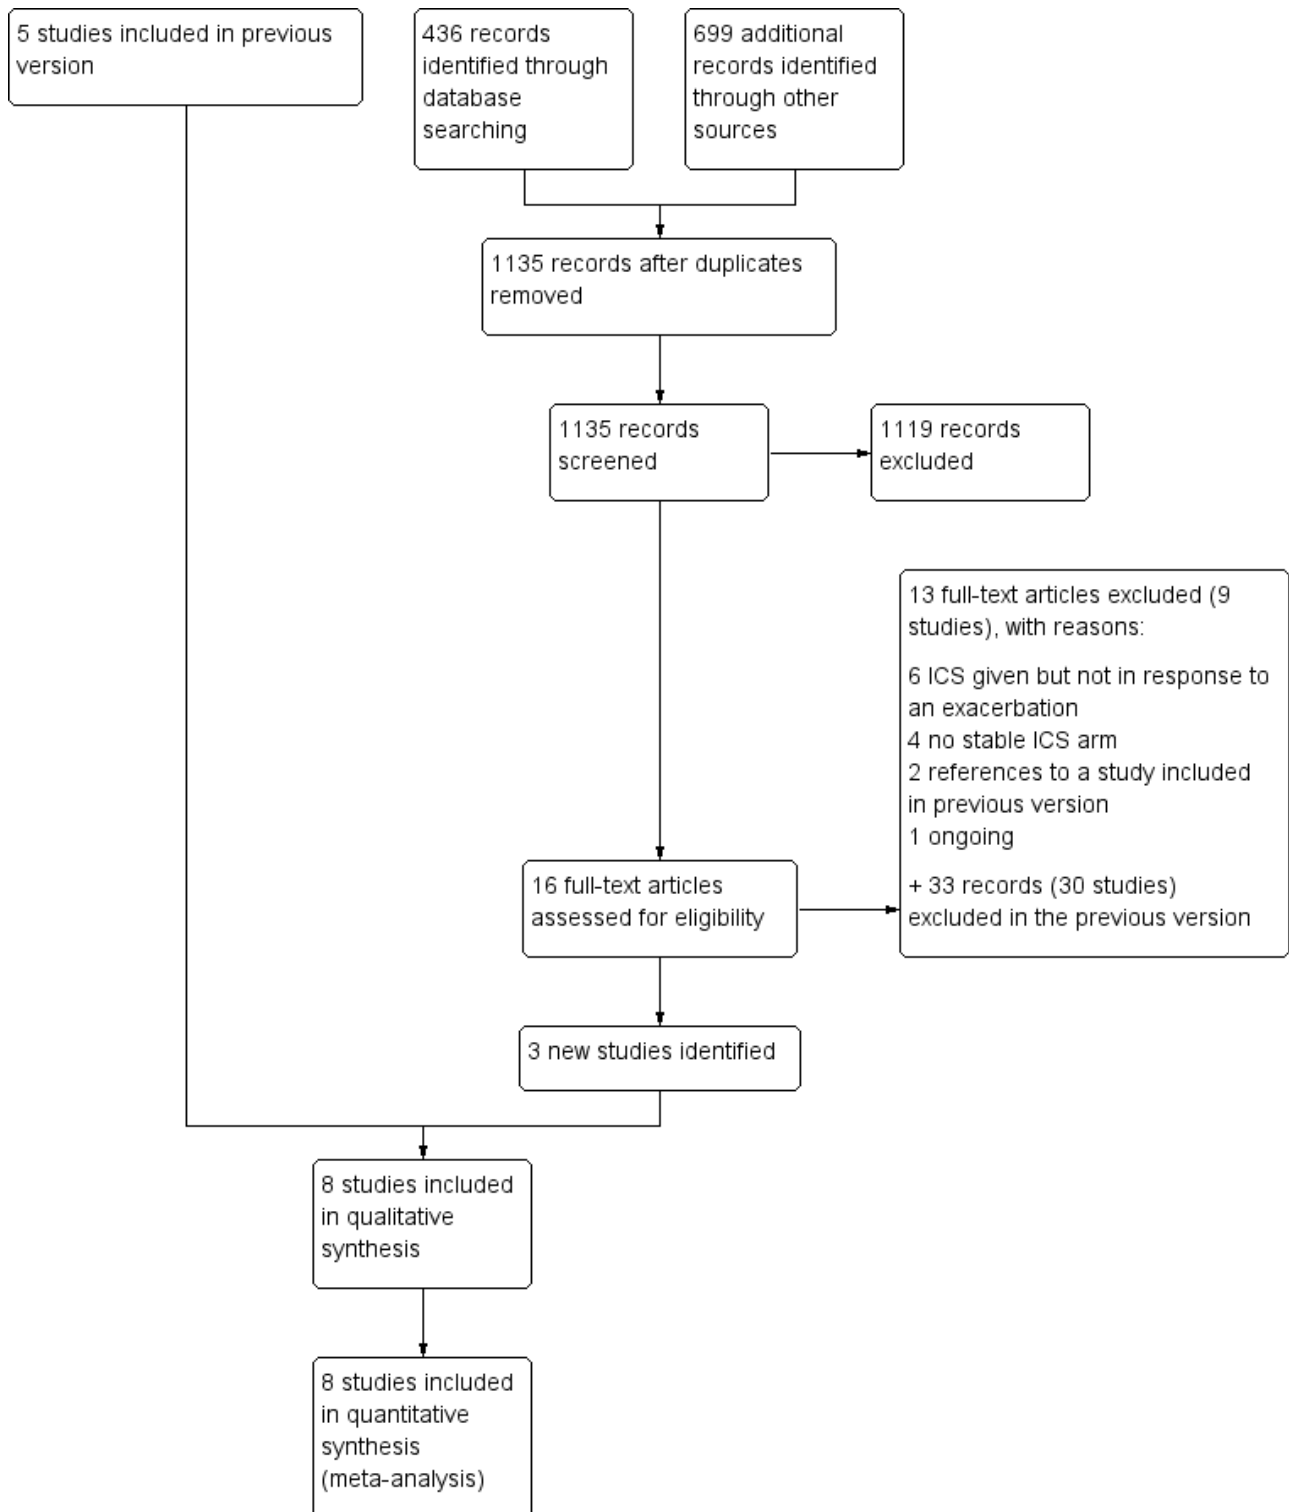 5 studies included in previous
version
436 records
identified through
database
searching
699 additional
records identified
through other
sources
1135 records after duplicates
removed
1135 records
screened
1119 records
excluded
13 full-text articles excluded (9
studies), with reasons:
6 ICS given but not in response to
an exacerbation
4 no stable ICS arm
2 references to a study included
in previous version
1 ongoing
+ 33 records (30 studies)
excluded in the previous version
16 full-text articles
assessed for eligibility
3 new studies identified
8 studies included
in qualitative
synthesis
8 studies included
in quantitative
synthesis
(meta-analysis)